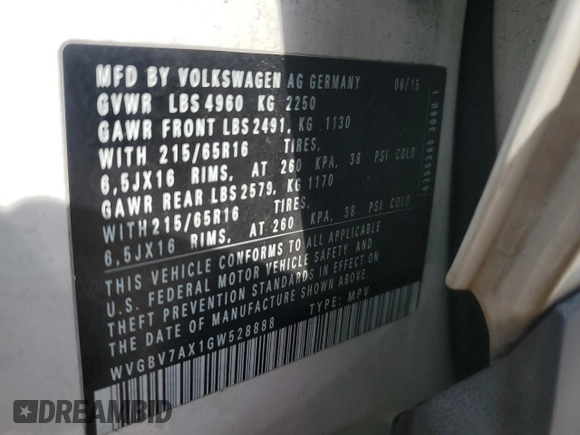 MFD BY VOLKSWAGEN AG GERMANY 08/15
GVWR LBS 4960 KG 2250
GAWR FRONT LBS 2491, KG 1130
WITH 215/65R16 TIRES,
6,5JX16 RIMS, AT 260 KPA, 38 PSI COLD
GAWR REAR LBS 2579, KG 1170
WITH 215/65R16 TIRES,
6,5JX16 RIMS, AT 260 KPA, 38 PSI COLD
THIS VEHICLE CONFORMS TO ALL APPLICABLE
U.S. FEDERAL MOTOR VEHICLE SAFETY, AND
THEFT PREVENTION STANDARDS IN EFFECT ON
THE DATE OF MANUFACTURE SHOWN ABOVE.
WVGBV7AX1GW528888 TYPE: MPV
DREAMBID